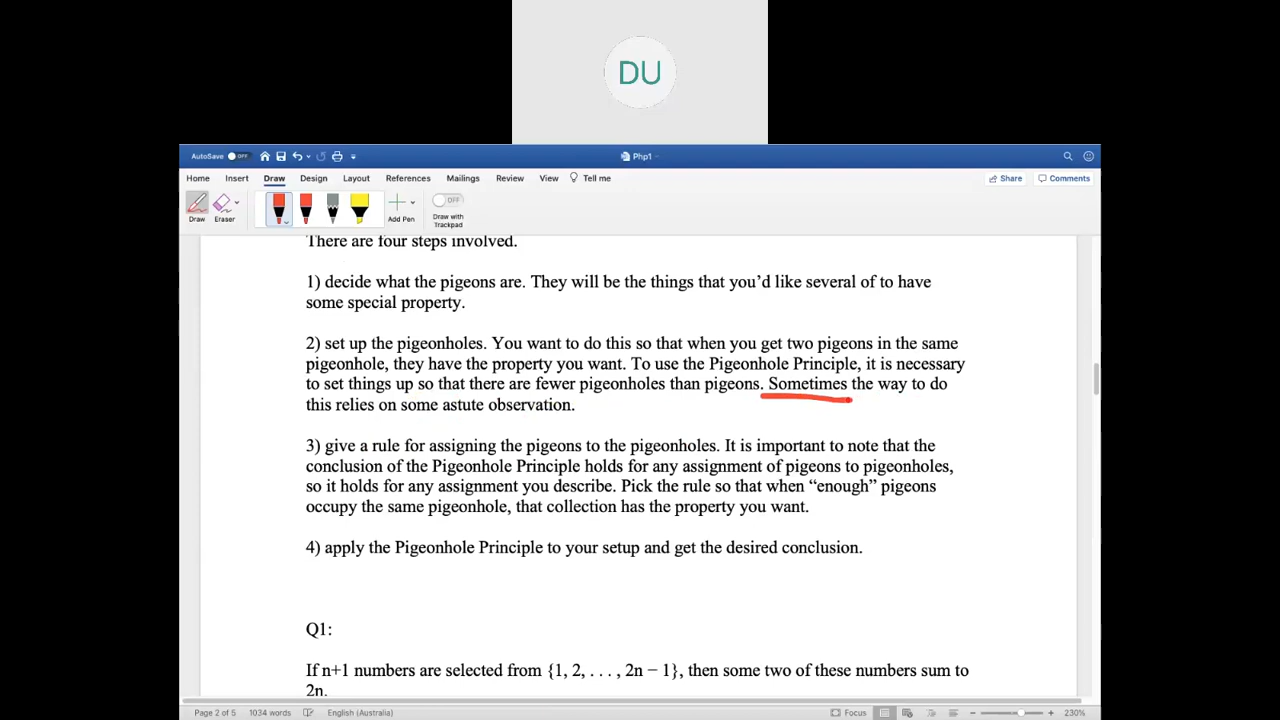 DU
AutoSave OFF Php1
Home Insert Draw Design Layout References Mailings Review View Tell me Share Comments
OFF
Draw Eraser Add Pen Draw with Trackpad
There are four steps involved.
1) decide what the pigeons are. They will be the things that you’d like several of to have
some special property.
2) set up the pigeonholes. You want to do this so that when you get two pigeons in the same
pigeonhole, they have the property you want. To use the Pigeonhole Principle, it is necessary
to set things up so that there are fewer pigeonholes than pigeons. Sometimes the way to do
this relies on some astute observation.
3) give a rule for assigning the pigeons to the pigeonholes. It is important to note that the
conclusion of the Pigeonhole Principle holds for any assignment of pigeons to pigeonholes,
so it holds for any assignment you describe. Pick the rule so that when “enough” pigeons
occupy the same pigeonhole, that collection has the property you want.
4) apply the Pigeonhole Principle to your setup and get the desired conclusion.
Q1:
If n+1 numbers are selected from {1, 2, . . . , 2n − 1}, then some two of these numbers sum to
2n.
Page 2 of 5 1034 words English (Australia) Focus 230%